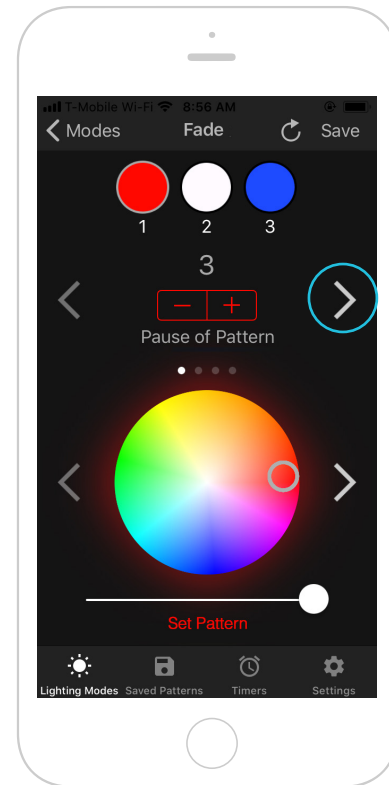 T-Mobile Wi-Fi 8:56 AM
Modes Fade Save
1 2 3
3
− +
Pause of Pattern
Set Pattern
Lighting Modes Saved Patterns Timers Settings